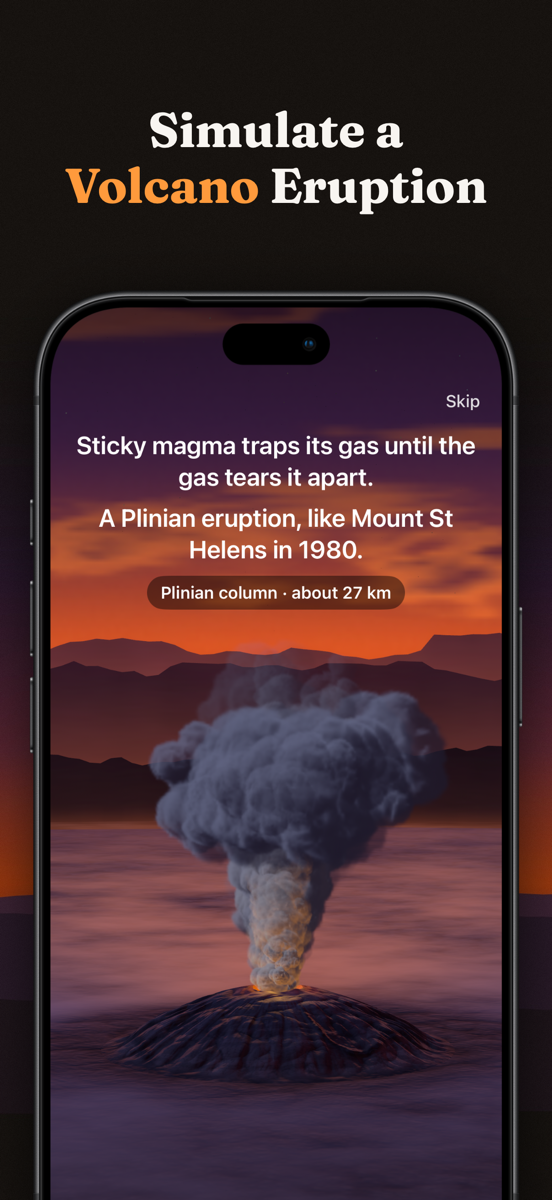 Simulate a
Volcano Eruption
Skip
Sticky magma traps its gas until the
gas tears it apart.
A Plinian eruption, like Mount St
Helens in 1980.
Plinian column · about 27 km